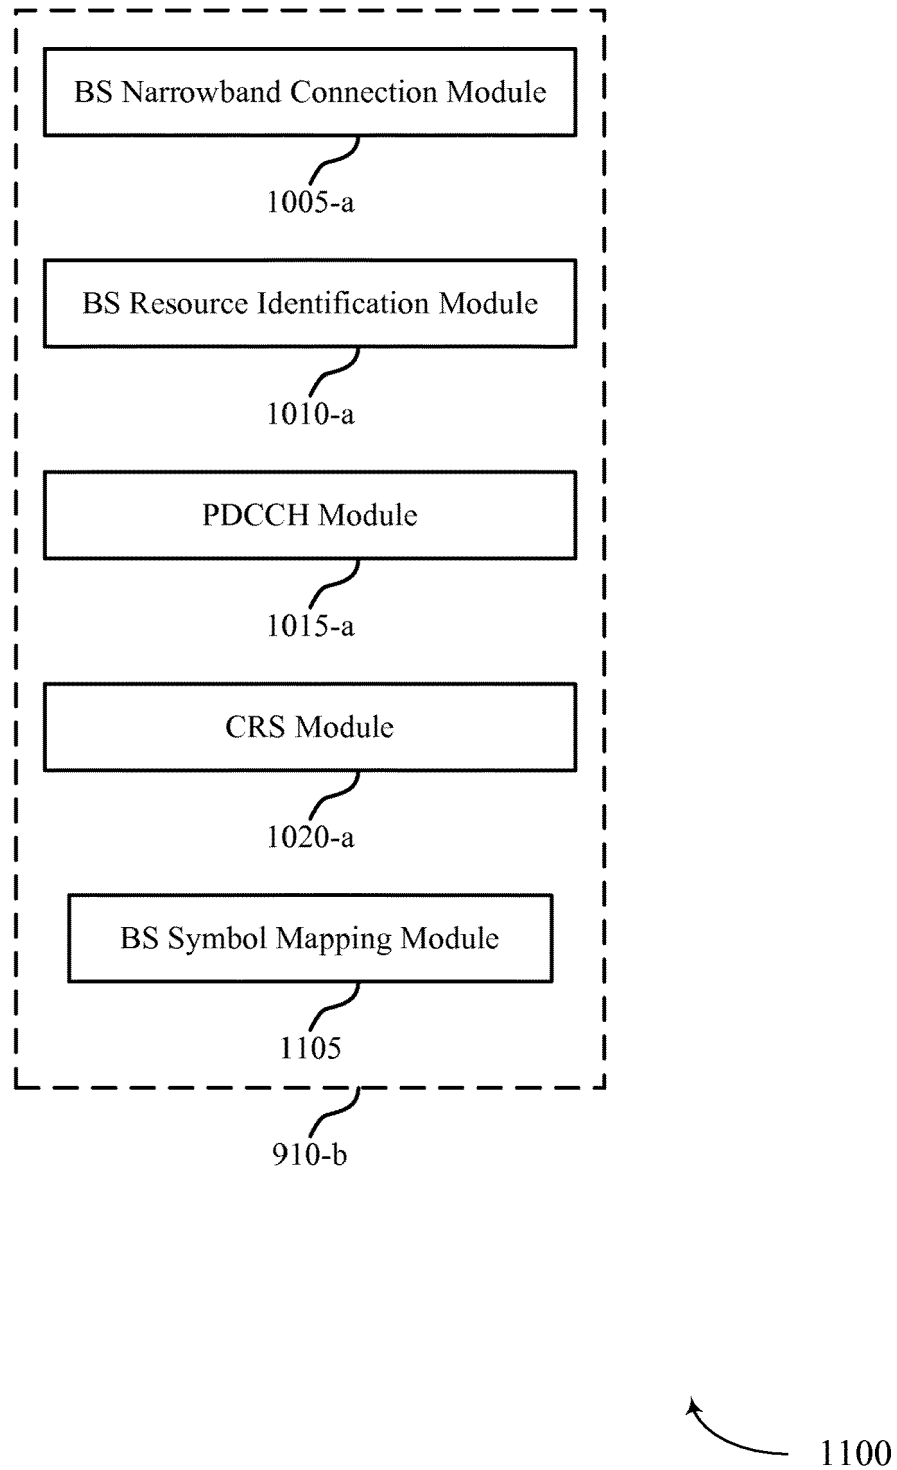 BS Narrowband Connection Module
1005-a
BS Resource Identification Module
1010-a
PDCCH Module
1015-a
CRS Module
1020-a
BS Symbol Mapping Module
1105
910-b
1100